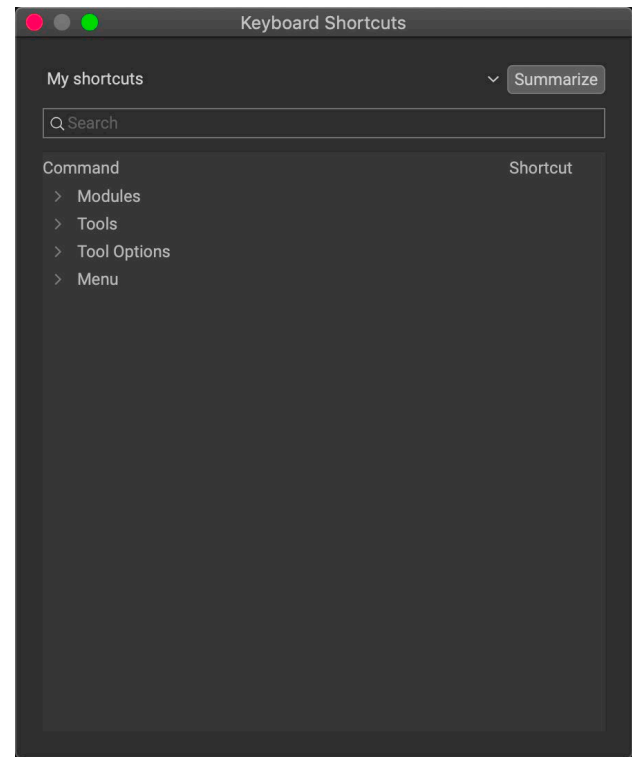 Keyboard Shortcuts
My shortcuts Summarize
Search
Command Shortcut
Modules
Tools
Tool Options
Menu